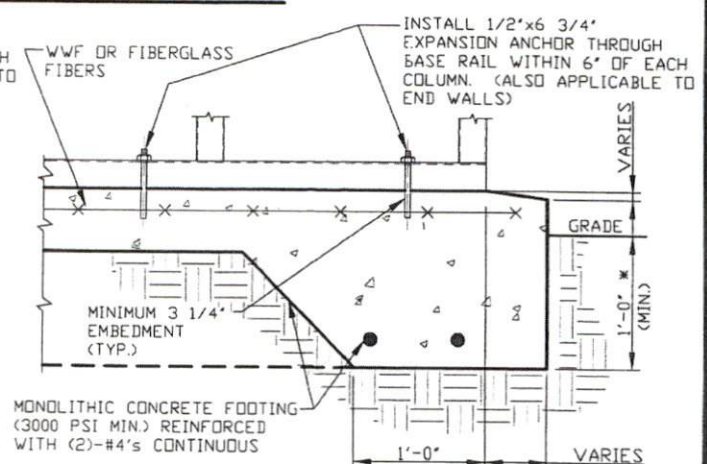 INSTALL 1/2"x6 3/4"
EXPANSION ANCHOR THROUGH
BASE RAIL WITHIN 6" OF EACH
COLUMN. (ALSO APPLICABLE TO
END WALLS)
H
TO
WWF OR FIBERGLASS
FIBERS
VARIES
GRADE
1'-0" *
(MIN.)
MINIMUM 3 1/4"
EMBEDMENT
(TYP.)
MONOLITHIC CONCRETE FOOTING
(3000 PSI MIN.) REINFORCED
WITH (2)-#4's CONTINUOUS
1'-0"
VARIES